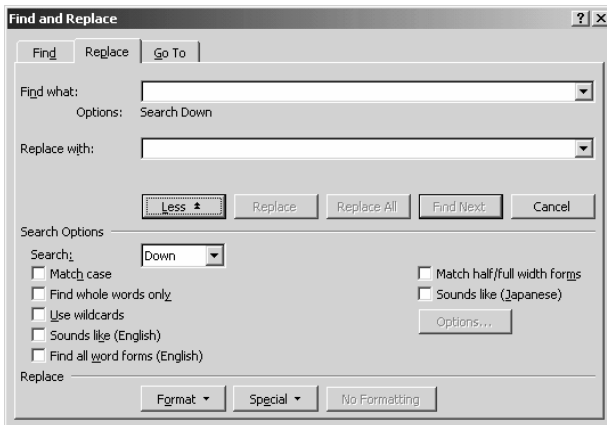 Find and Replace
Find Replace Go To
Find what:
Options: Search Down
Replace with:
Less Replace Replace All Find Next Cancel
Search Options
Search: Down
Match case Match half/full width forms
Find whole words only Sounds like (Japanese)
Use wildcards Options...
Sounds like (English)
Find all word forms (English)
Replace
Format Special No Formatting